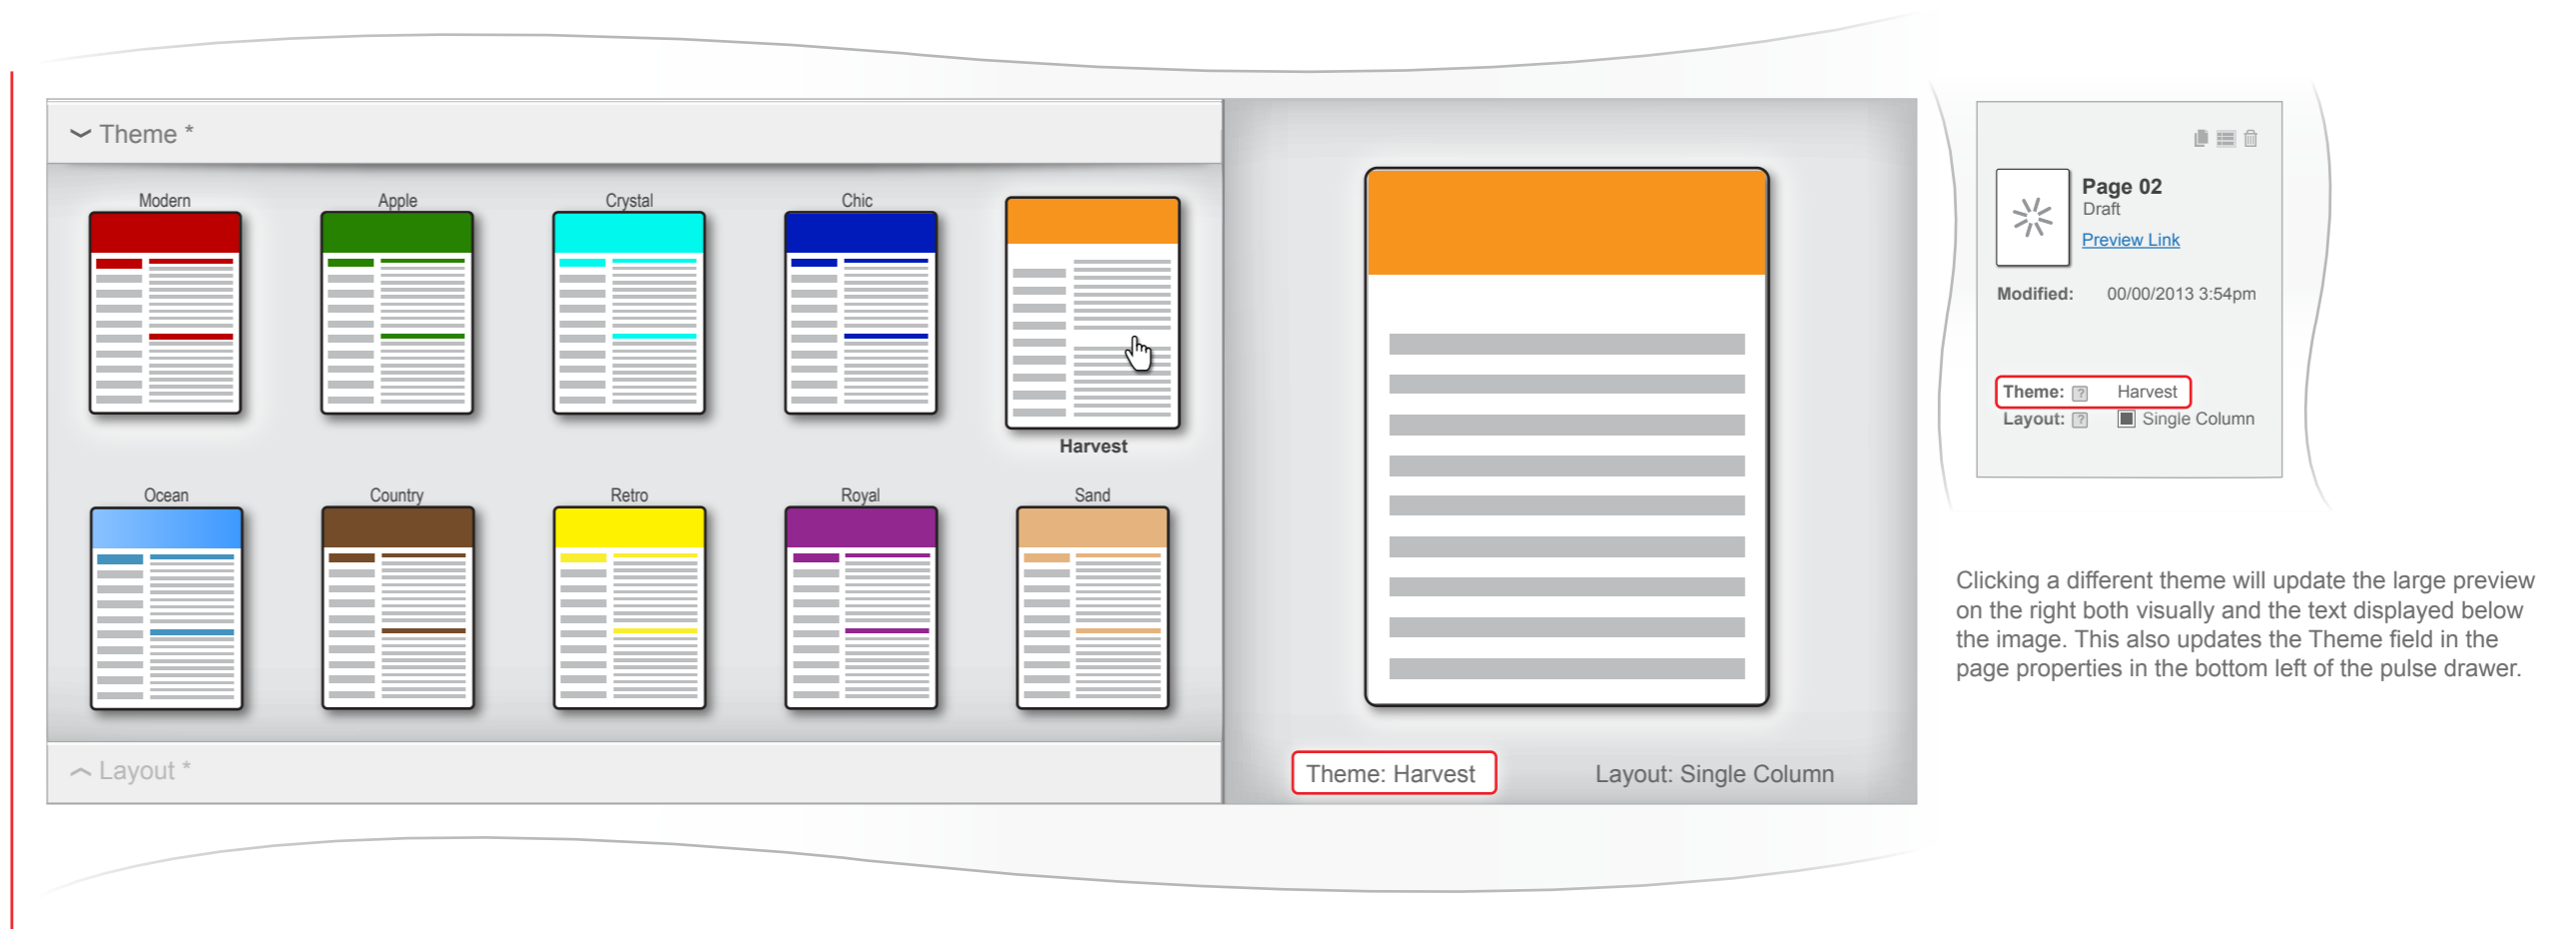 Theme *
Modern
Apple
Crystal
Chic
Harvest
Ocean
Country
Retro
Royal
Sand
Layout *
Theme: Harvest
Layout: Single Column
Page 02
Draft
Preview Link
Modified: 00/00/2013 3:54pm
Theme: ? Harvest
Layout: ? Single Column
Clicking a different theme will update the large preview
on the right both visually and the text displayed below
the image. This also updates the Theme field in the
page properties in the bottom left of the pulse drawer.